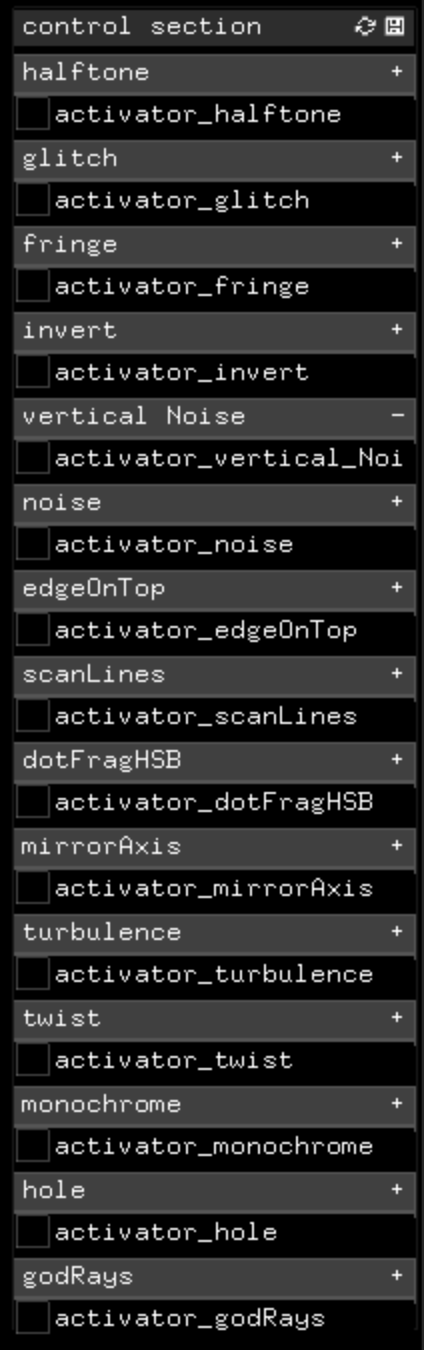 control section
halftone +
activator_halftone
glitch +
activator_glitch
fringe +
activator_fringe
invert +
activator_invert
vertical Noise -
activator_vertical_Noi
noise +
activator_noise
edgeOnTop +
activator_edgeOnTop
scanLines +
activator_scanLines
dotFragHSB +
activator_dotFragHSB
mirrorAxis +
activator_mirrorAxis
turbulence +
activator_turbulence
twist +
activator_twist
monochrome +
activator_monochrome
hole +
activator_hole
godRays +
activator_godRays